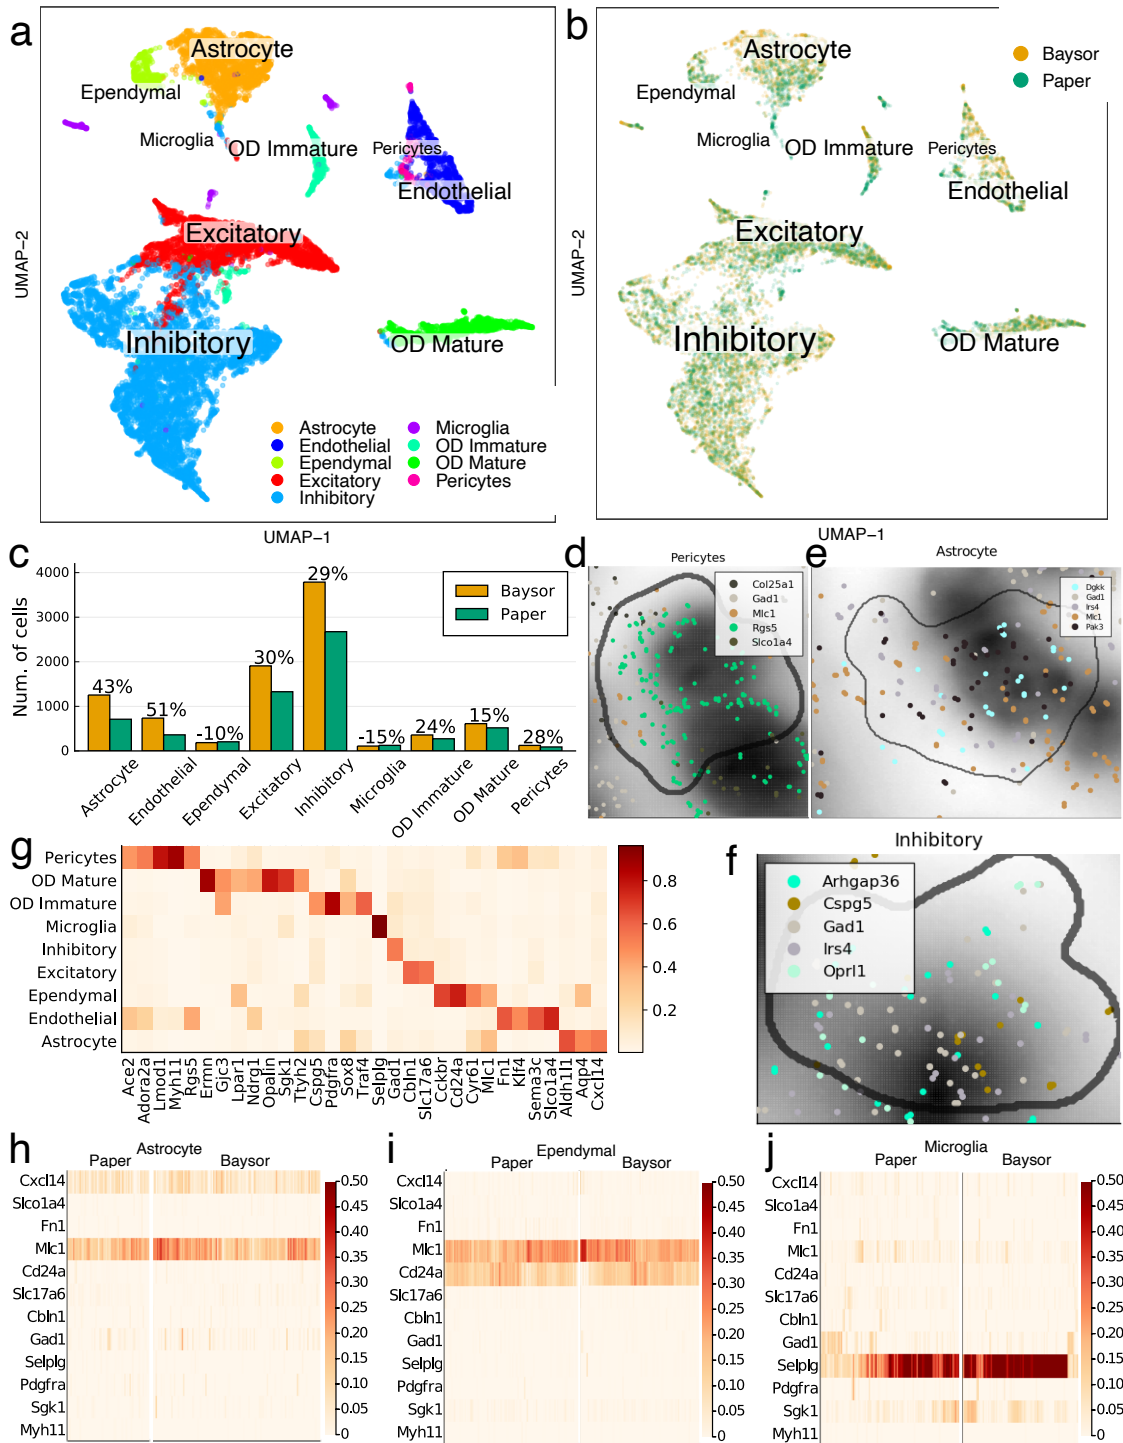 a
Astrocyte
Ependymal
Microglia
OD Immature
Pericytes
Endothelial
Excitatory
Inhibitory
OD Mature
Astrocyte
Endothelial
Ependymal
Excitatory
Inhibitory
Microglia
OD Immature
OD Mature
Pericytes
UMAP−2
UMAP−1
b
Baysor
Paper
Astrocyte
Ependymal
Microglia
OD Immature
Pericytes
Endothelial
Excitatory
Inhibitory
OD Mature
UMAP−2
UMAP−1
c
Num. of cells
4000
3000
2000
1000
0
43%
51%
-10%
30%
29%
-15%
24%
15%
28%
Baysor
Paper
Astrocyte
Endothelial
Ependymal
Excitatory
Inhibitory
Microglia
OD Immature
OD Mature
Pericytes
d
Pericytes
Col25a1
Gad1
Mlc1
Rgs5
Slco1a4
e
Astrocyte
Dgkk
Gad1
Irs4
Mlc1
Pak3
f
Inhibitory
Arhgap36
Cspg5
Gad1
Irs4
Oprl1
g
Pericytes
OD Mature
OD Immature
Microglia
Inhibitory
Excitatory
Ependymal
Endothelial
Astrocyte
Ace2
Adora2a
Lmod1
Myh11
Rgs5
Ermn
Gjc3
Lpar1
Ndrg1
Opalin
Sgk1
Ttyh2
Cspg5
Pdgfra
Sox8
Traf4
Selplg
Gad1
Cbln1
Slc17a6
Cckbr
Cd24a
Cyr61
Mlc1
Fn1
Klf4
Sema3c
Slco1a4
Aldh1l1
Aqp4
Cxcl14
0.8
0.6
0.4
0.2
h
Astrocyte
Paper Baysor
Cxcl14
Slco1a4
Fn1
Mlc1
Cd24a
Slc17a6
Cbln1
Gad1
Selplg
Pdgfra
Sgk1
Myh11
0.50
0.45
0.40
0.35
0.30
0.25
0.20
0.15
0.10
0.05
0
i
Ependymal
Paper Baysor
Cxcl14
Slco1a4
Fn1
Mlc1
Cd24a
Slc17a6
Cbln1
Gad1
Selplg
Pdgfra
Sgk1
Myh11
0.50
0.45
0.40
0.35
0.30
0.25
0.20
0.15
0.10
0.05
0
j
Microglia
Paper Baysor
Cxcl14
Slco1a4
Fn1
Mlc1
Cd24a
Slc17a6
Cbln1
Gad1
Selplg
Pdgfra
Sgk1
Myh11
0.50
0.45
0.40
0.35
0.30
0.25
0.20
0.15
0.10
0.05
0